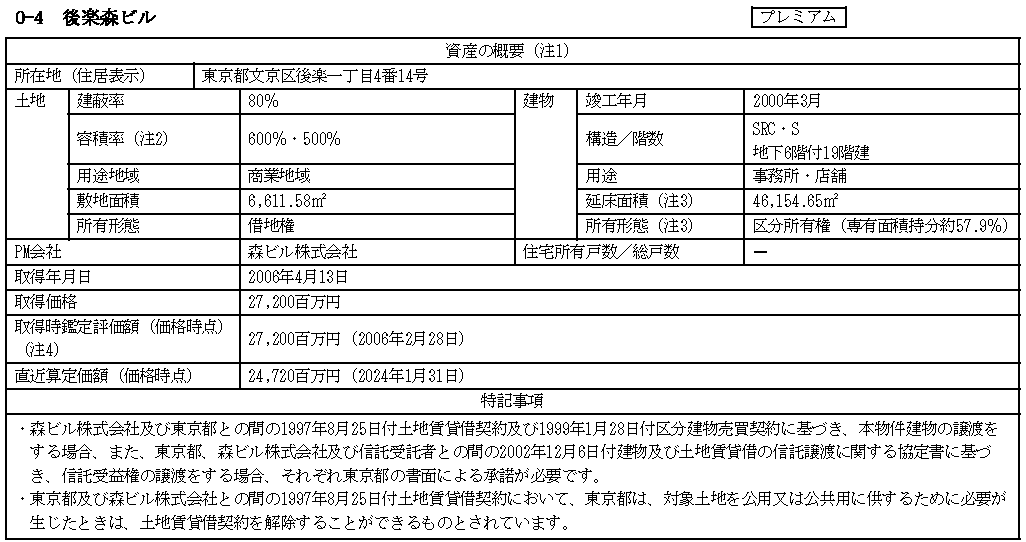 O-4 後楽森ビル
プレミアム
資産の概要（注1）
所在地（住居表示） 東京都文京区後楽一丁目4番14号
土地 建蔽率 80% 建物 竣工年月 2000年3月
容積率（注2） 600%・500% 構造／階数 SRC・S
地下6階付19階建
用途地域 商業地域 用途 事務所・店舗
敷地面積 6,611.58㎡ 延床面積（注3） 46,154.65㎡
所有形態 借地権 所有形態（注3） 区分所有権（専有面積持分約57.9%）
PM会社 森ビル株式会社 住宅所有戸数／総戸数 －
取得年月日 2006年4月13日
取得価格 27,200百万円
取得時鑑定評価額（価格時点）
（注4） 27,200百万円（2006年2月28日）
直近算定価額（価格時点） 24,720百万円（2024年1月31日）
特記事項
・森ビル株式会社及び東京都との間の1997年8月25日付土地賃貸借契約及び1999年1月28日付区分建物売買契約に基づき、本物件建物の譲渡を
する場合、また、東京都、森ビル株式会社及び信託受託者との間の2002年12月6日付建物及び土地賃貸借の信託譲渡に関する協定書に基づ
き、信託受益権の譲渡をする場合、それぞれ東京都の書面による承諾が必要です。
・東京都及び森ビル株式会社との間の1997年8月25日付土地賃貸借契約において、東京都は、対象土地を公用又は公共用に供するために必要が
生じたときは、土地賃貸借契約を解除することができるものとされています。